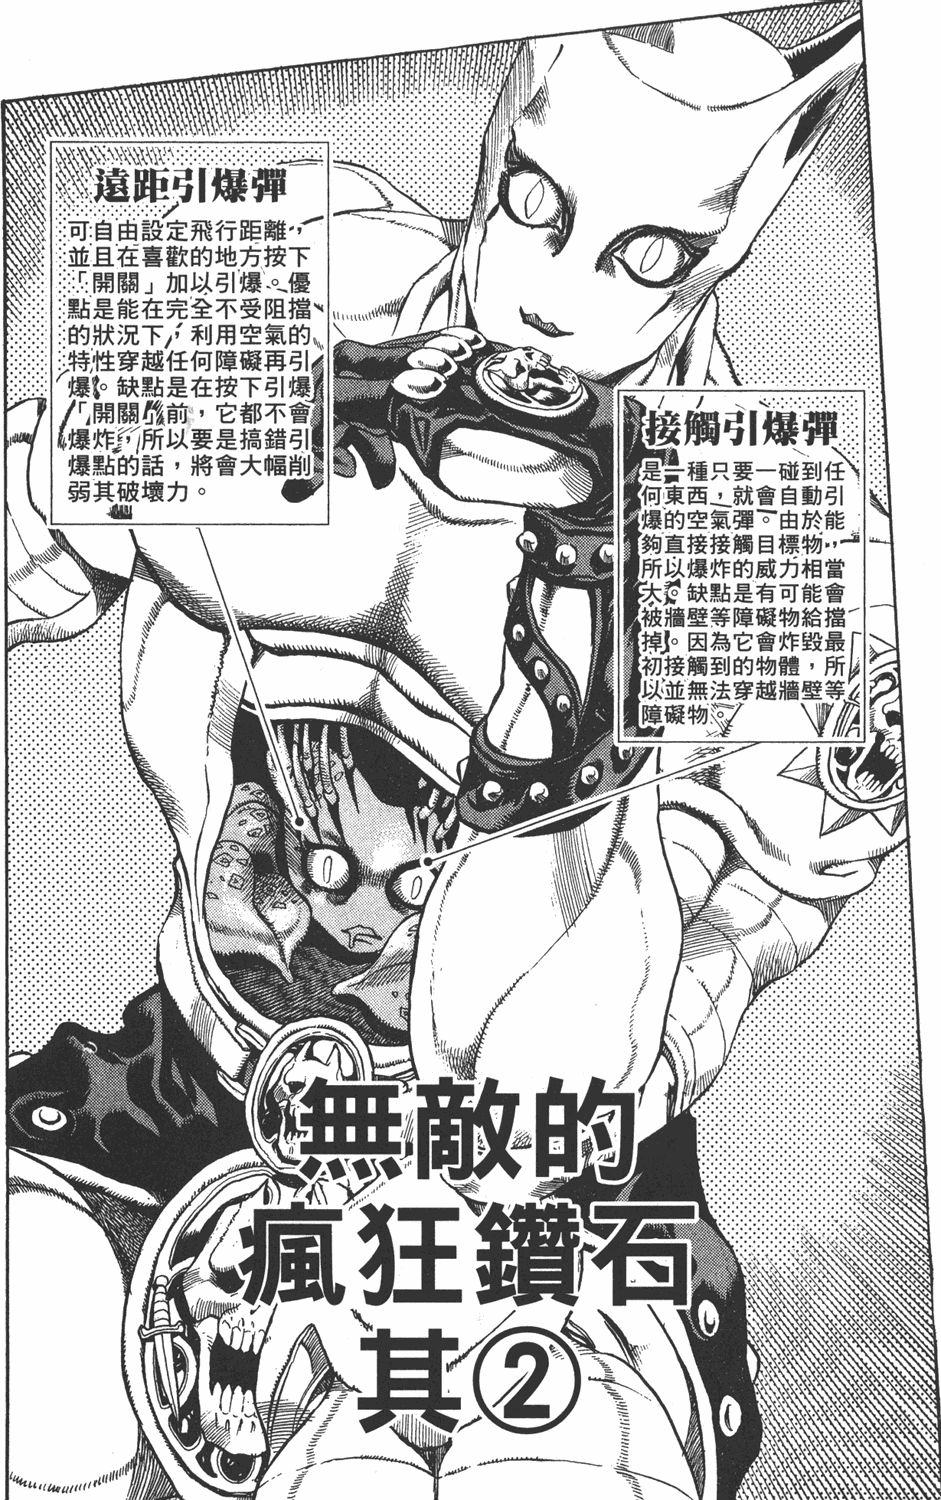 遠距引爆彈
可自由設定飛行距離，
並且在喜歡的地方按下
「開關」加以引爆。優
點是能在完全不受阻擋
的狀況下，利用空氣的
特性穿越任何障礙再引
爆。缺點是在按下引爆
「開關」前，它都不會
爆炸，所以要是搞錯引
爆點的話，將會大幅削
弱其破壞力。
接觸引爆彈
是一種只要一碰到任
何東西，就會自動引
爆的空氣彈。由於能
夠直接接觸目標物，
所以爆炸的威力相當
大。缺點是有可能會
被牆壁等障礙物給擋
掉。因為它會炸毀最
初接觸到的物體，所
以並無法穿越牆壁等
障礙物。
無敵的
瘋狂鑽石
其②